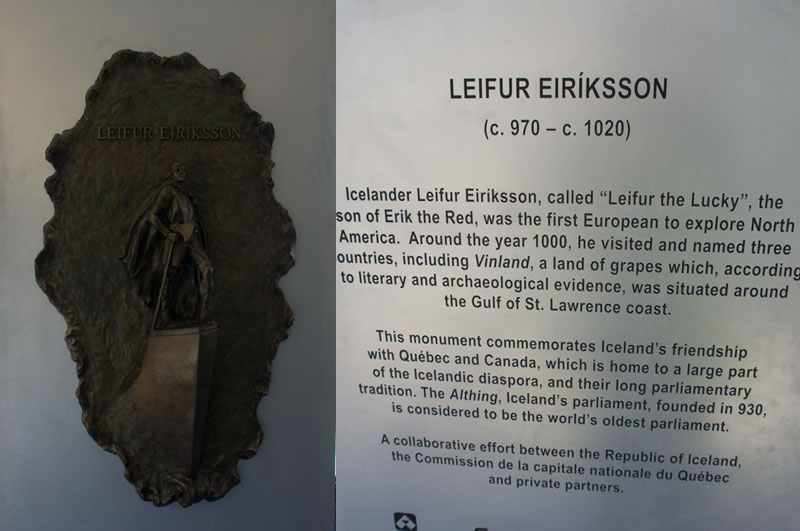 LEIFUR EIRÍKSSON
LEIFUR EIRÍKSSON
(c. 970 – c. 1020)
Icelander Leifur Eiriksson, called “Leifur the Lucky”, the
son of Erik the Red, was the first European to explore North
America. Around the year 1000, he visited and named three
ountries, including Vinland, a land of grapes which, according
to literary and archaeological evidence, was situated around
the Gulf of St. Lawrence coast.
This monument commemorates Iceland’s friendship
with Québec and Canada, which is home to a large part
of the Icelandic diaspora, and their long parliamentary
tradition. The Althing, Iceland’s parliament, founded in 930,
is considered to be the world’s oldest parliament.
A collaborative effort between the Republic of Iceland,
the Commission de la capitale nationale du Québec
and private partners.